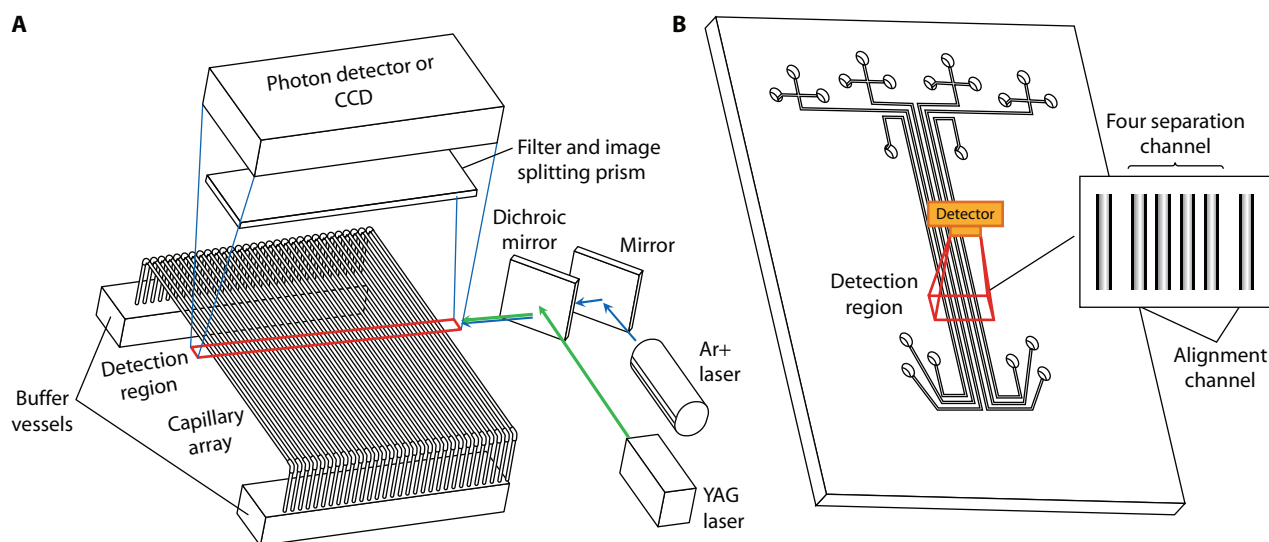 A
Photon detector or
CCD
Filter and image
splitting prism
Dichroic
mirror
Mirror
Detection
region
Buffer
vessels
Capillary
array
Ar+
laser
YAG
laser
B
Four separation
channel
Detector
Detection
region
Alignment
channel